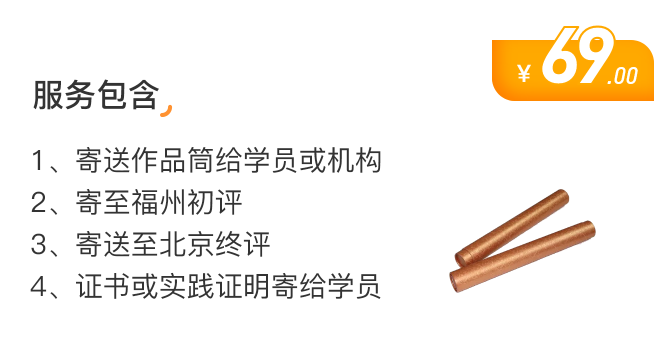 ¥69.00
服务包含
1、寄送作品筒给学员或机构
2、寄至福州初评
3、寄送至北京终评
4、证书或实践证明寄给学员